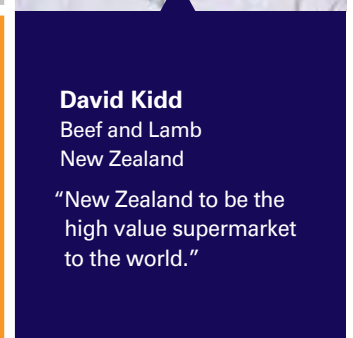 David Kidd
Beef and Lamb
New Zealand
“New Zealand to be the
high value supermarket
to the world.”